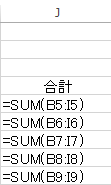 J
合計
=SUM(B5:I5)
=SUM(B6:I6)
=SUM(B7:I7)
=SUM(B8:I8)
=SUM(B9:I9)